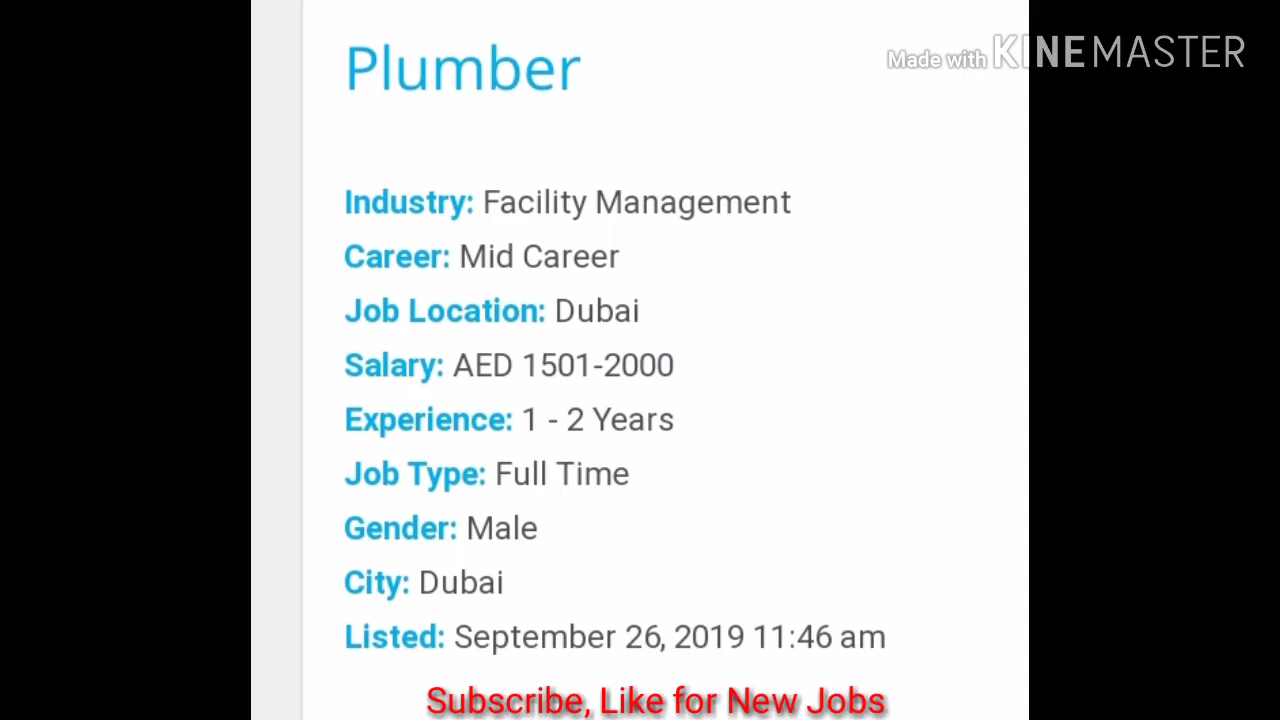 Plumber
Made with KINEMASTER
Industry: Facility Management
Career: Mid Career
Job Location: Dubai
Salary: AED 1501-2000
Experience: 1 - 2 Years
Job Type: Full Time
Gender: Male
City: Dubai
Listed: September 26, 2019 11:46 am
Subscribe, Like for New Jobs